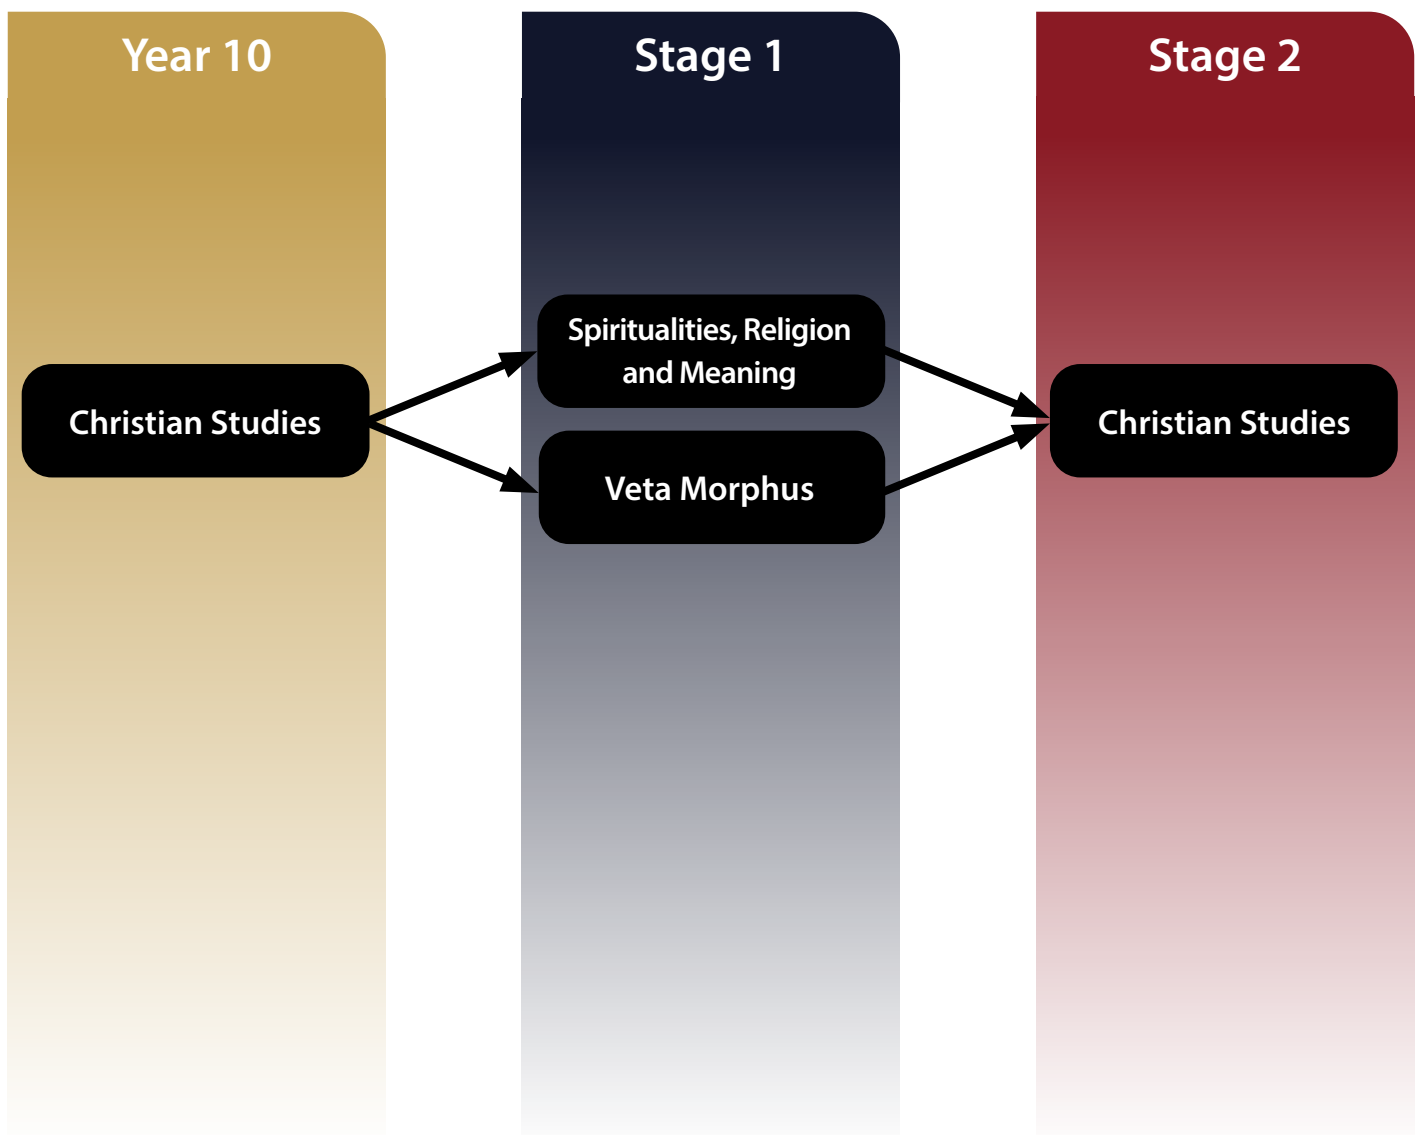 Year 10
Stage 1
Stage 2
Christian Studies
Spiritualities, Religion
and Meaning
Veta Morphus
Christian Studies